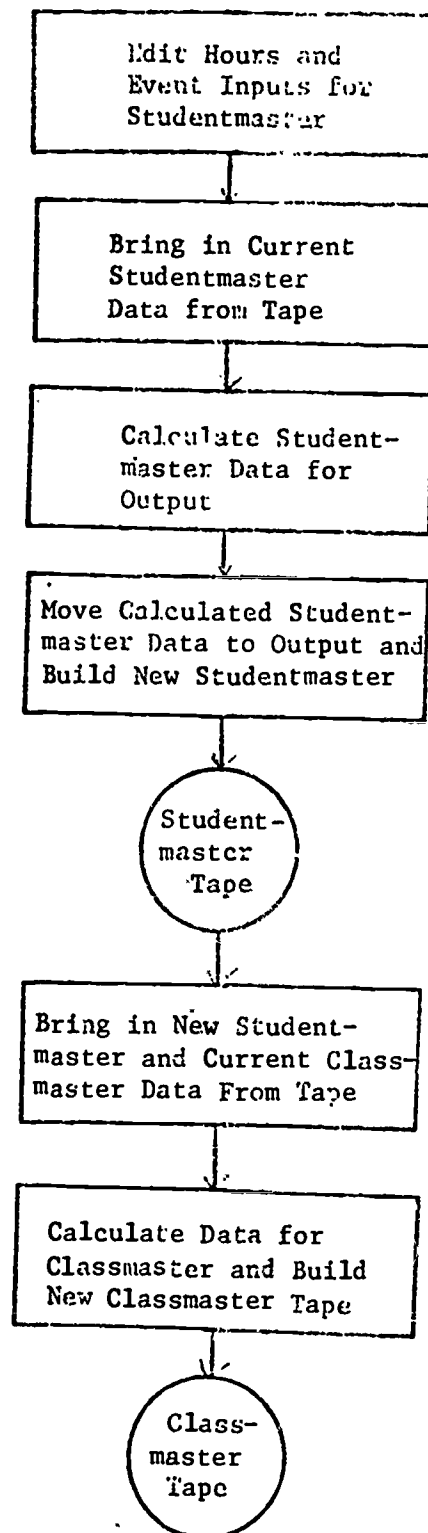 Edit Hours and
Event Inputs for
Studentmaster
Bring in Current
Studentmaster
Data from Tape
Calculate Student-
master Data for
Output
Move Calculated Student-
master Data to Output and
Build New Studentmaster
Student-
master
Tape
Bring in New Student-
master and Current Class-
master Data From Tape
Calculate Data for
Classmaster and Build
New Classmaster Tape
Class-
master
Tape